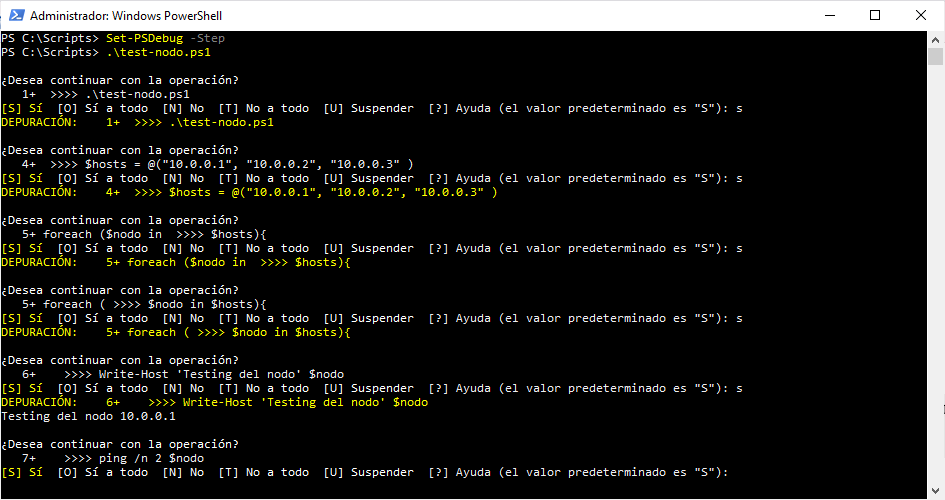 Administrador: Windows PowerShell
PS C:\Scripts> Set-PSDebug -Step
PS C:\Scripts> .\test-nodo.ps1
¿Desea continuar con la operación?
   1+  >>>> .\test-nodo.ps1
[S] Sí  [O] Sí a todo  [N] No  [T] No a todo  [U] Suspender  [?] Ayuda (el valor predeterminado es "S"): s
DEPURACIÓN:    1+  >>>> .\test-nodo.ps1
¿Desea continuar con la operación?
   4+  >>>> $hosts = @("10.0.0.1", "10.0.0.2", "10.0.0.3" )
[S] Sí  [O] Sí a todo  [N] No  [T] No a todo  [U] Suspender  [?] Ayuda (el valor predeterminado es "S"): s
DEPURACIÓN:    4+  >>>> $hosts = @("10.0.0.1", "10.0.0.2", "10.0.0.3" )
¿Desea continuar con la operación?
   5+ foreach ($nodo in  >>>> $hosts){
[S] Sí  [O] Sí a todo  [N] No  [T] No a todo  [U] Suspender  [?] Ayuda (el valor predeterminado es "S"): s
DEPURACIÓN:    5+ foreach ($nodo in  >>>> $hosts){
¿Desea continuar con la operación?
   5+ foreach ( >>>> $nodo in $hosts){
[S] Sí  [O] Sí a todo  [N] No  [T] No a todo  [U] Suspender  [?] Ayuda (el valor predeterminado es "S"): s
DEPURACIÓN:    5+ foreach ( >>>> $nodo in $hosts){
¿Desea continuar con la operación?
   6+    >>>> Write-Host 'Testing del nodo' $nodo
[S] Sí  [O] Sí a todo  [N] No  [T] No a todo  [U] Suspender  [?] Ayuda (el valor predeterminado es "S"): s
DEPURACIÓN:    6+    >>>> Write-Host 'Testing del nodo' $nodo
Testing del nodo 10.0.0.1
¿Desea continuar con la operación?
   7+    >>>> ping /n 2 $nodo
[S] Sí  [O] Sí a todo  [N] No  [T] No a todo  [U] Suspender  [?] Ayuda (el valor predeterminado es "S"):